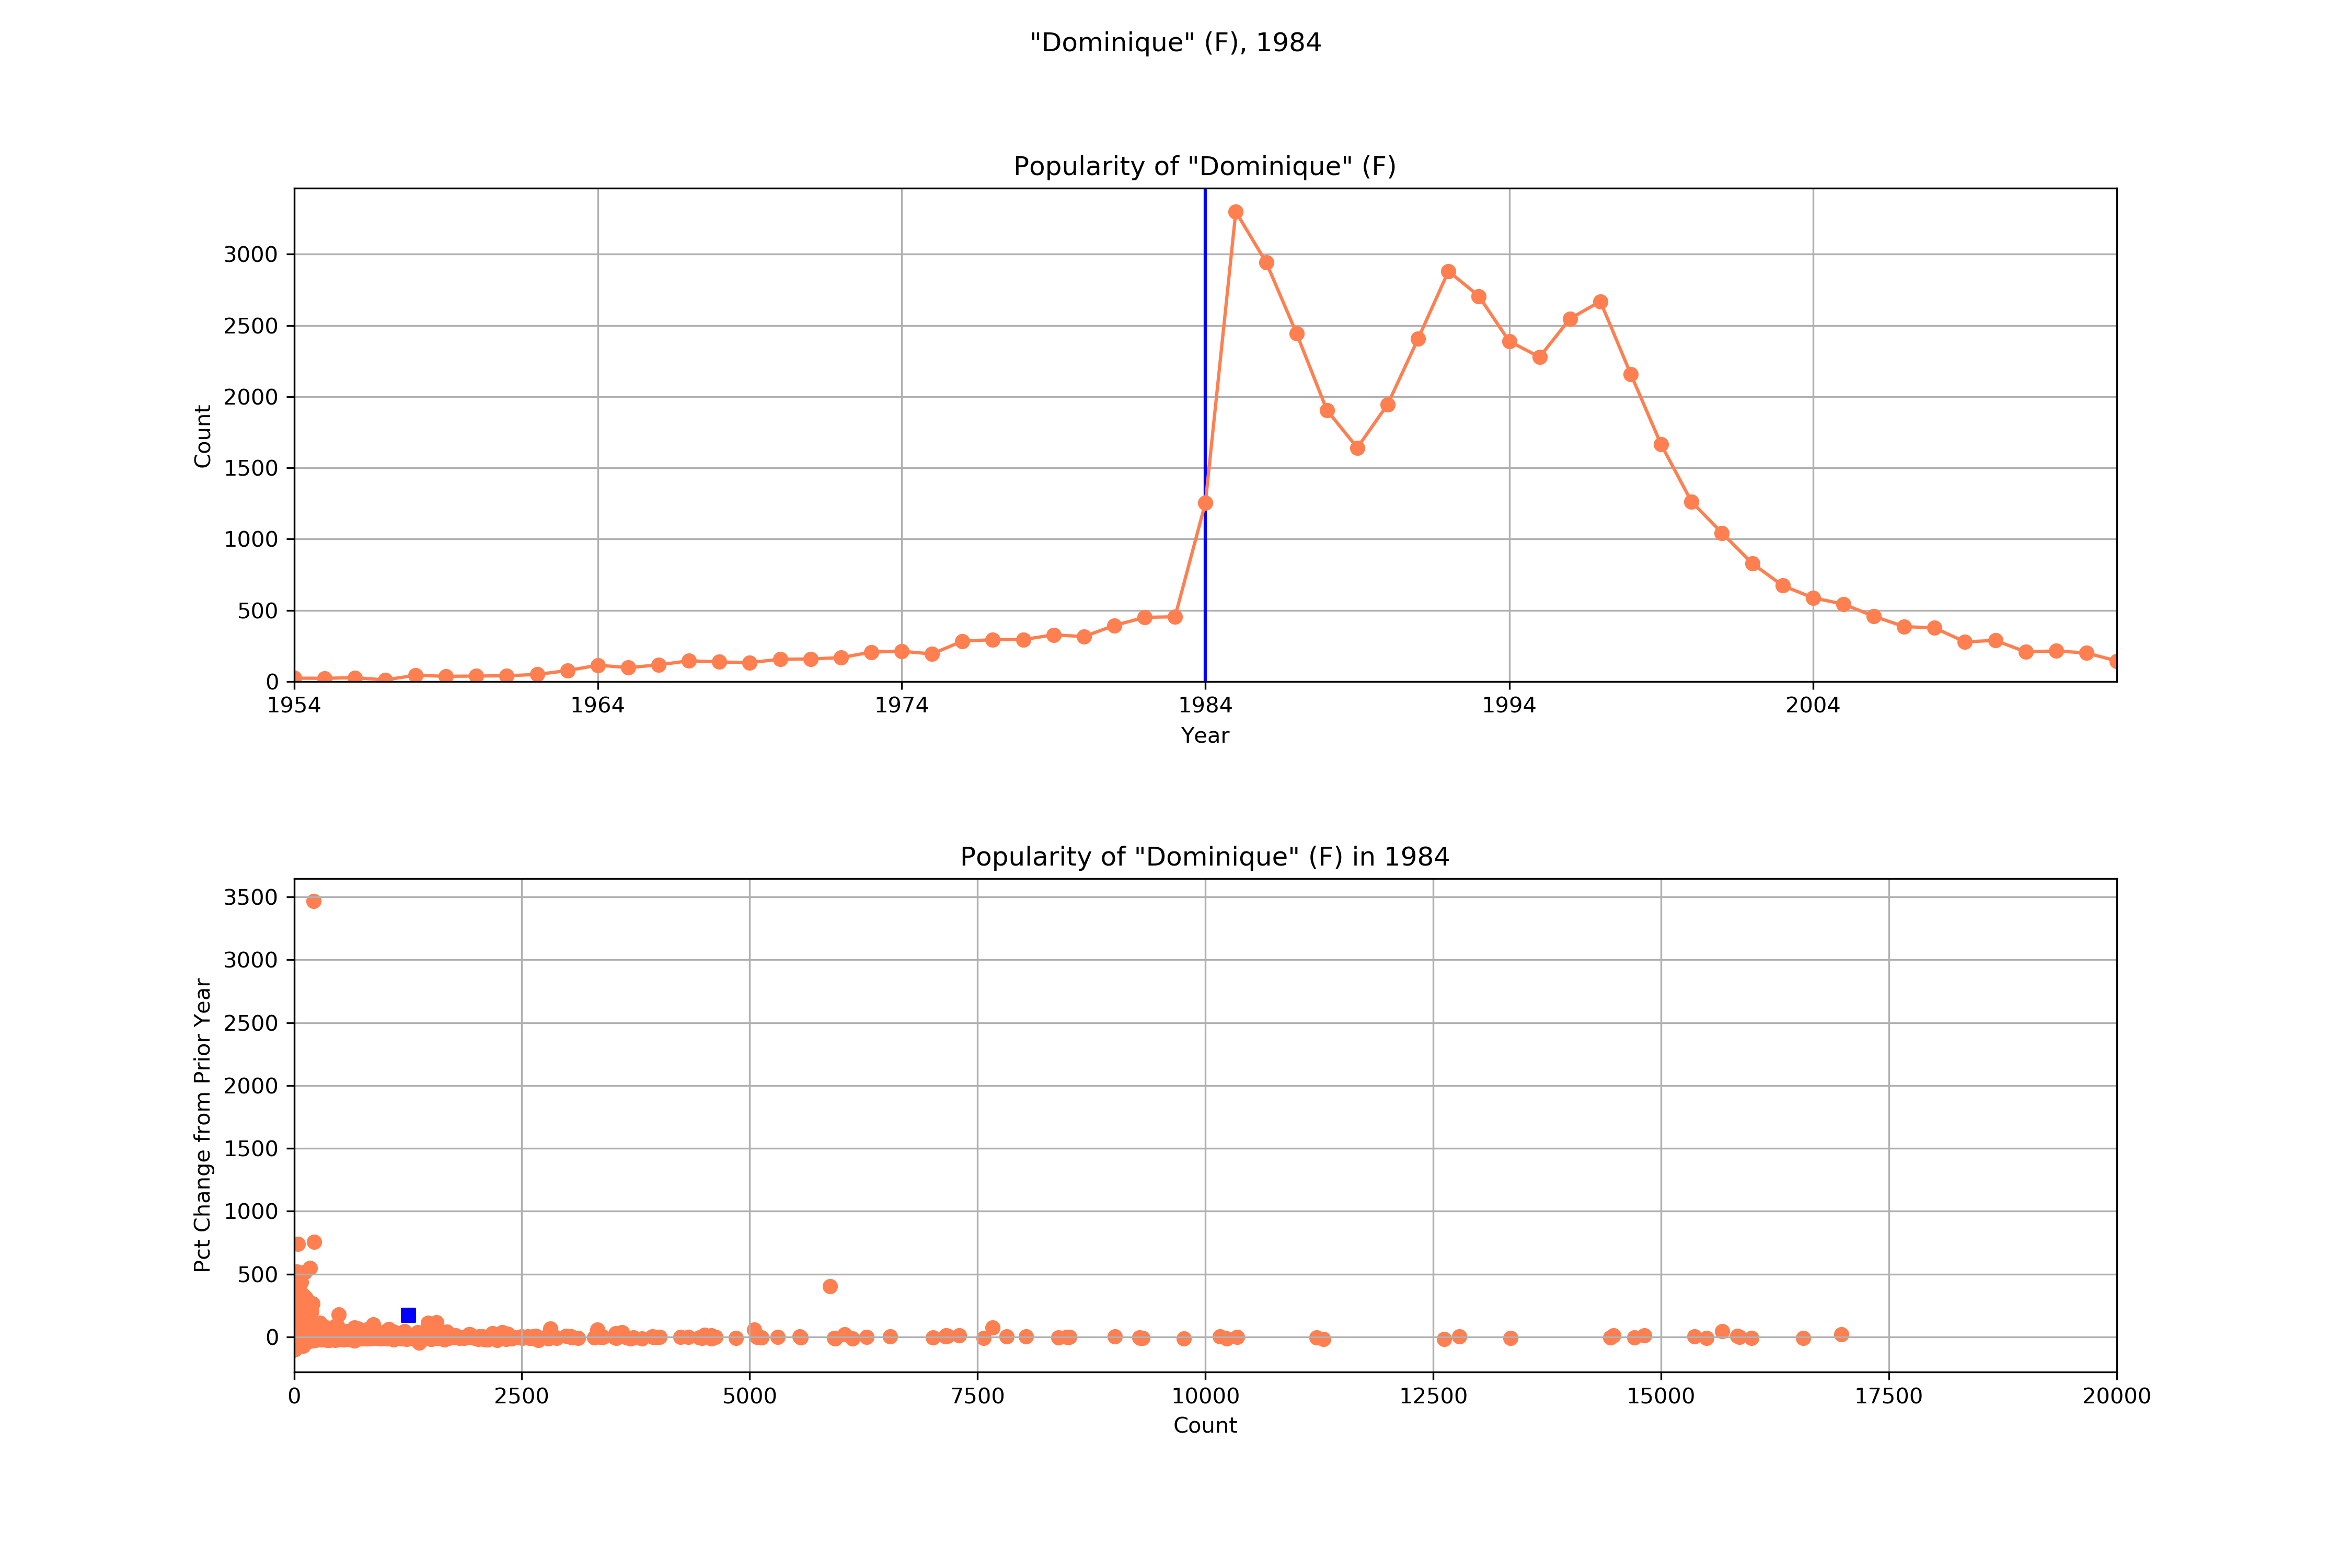 "Dominique" (F), 1984
Popularity of "Dominique" (F)
3000
2500
2000
1500
1000
500
0
Count
1954 1964 1974 1984 1994 2004
Year
Popularity of "Dominique" (F) in 1984
3500
3000
2500
2000
1500
1000
500
0
Pct Change from Prior Year
0 2500 5000 7500 10000 12500 15000 17500 20000
Count